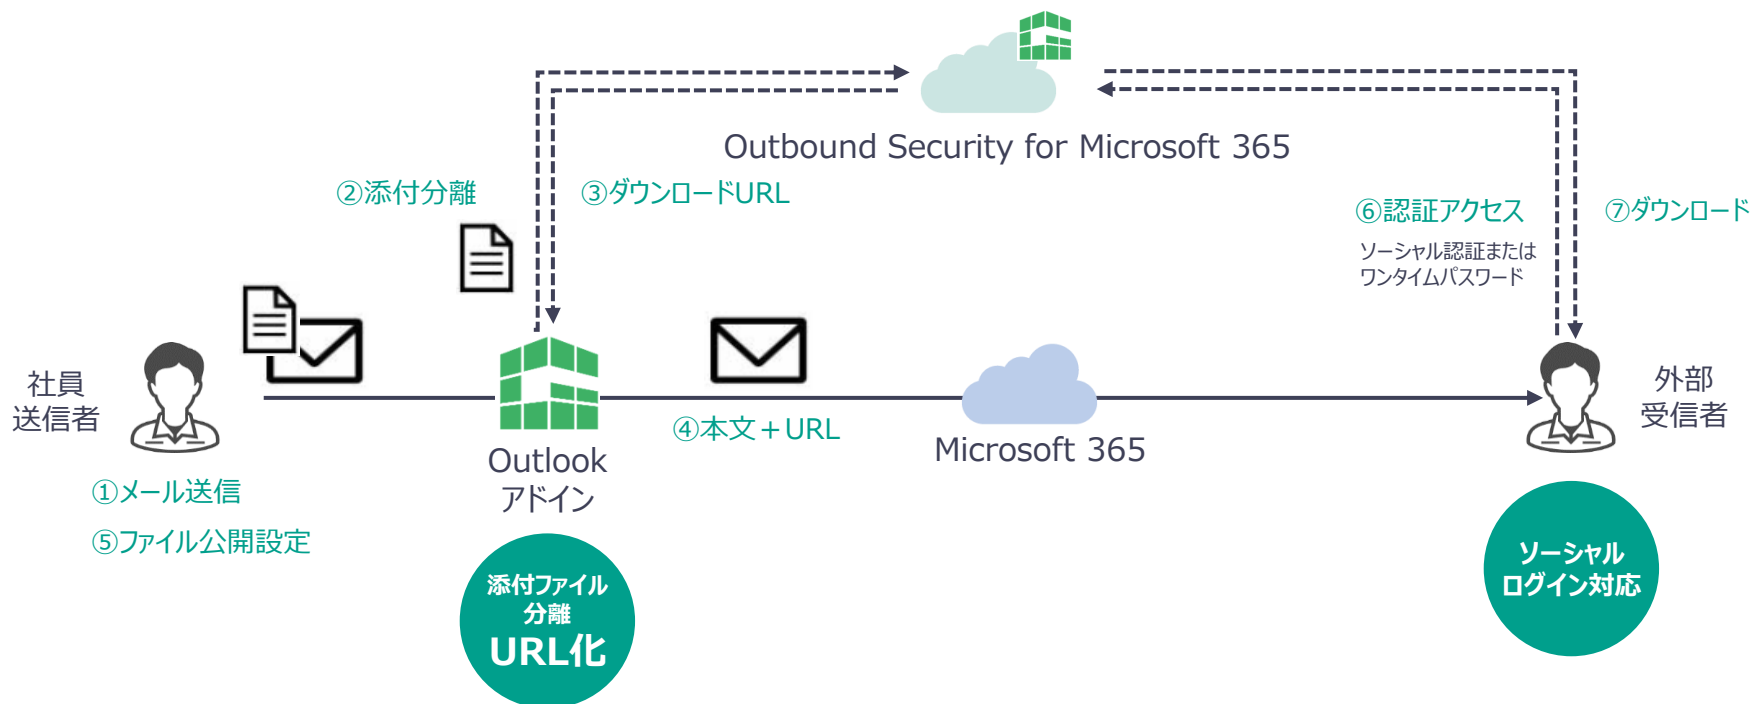 Outbound Security for Microsoft 365
②添付分離
③ダウンロードURL
⑥認証アクセス
ソーシャル認証または
ワンタイムパスワード
⑦ダウンロード
社員
送信者
①メール送信
⑤ファイル公開設定
Outlook
アドイン
添付ファイル
分離
URL化
④本文＋URL
Microsoft 365
外部
受信者
ソーシャル
ログイン対応